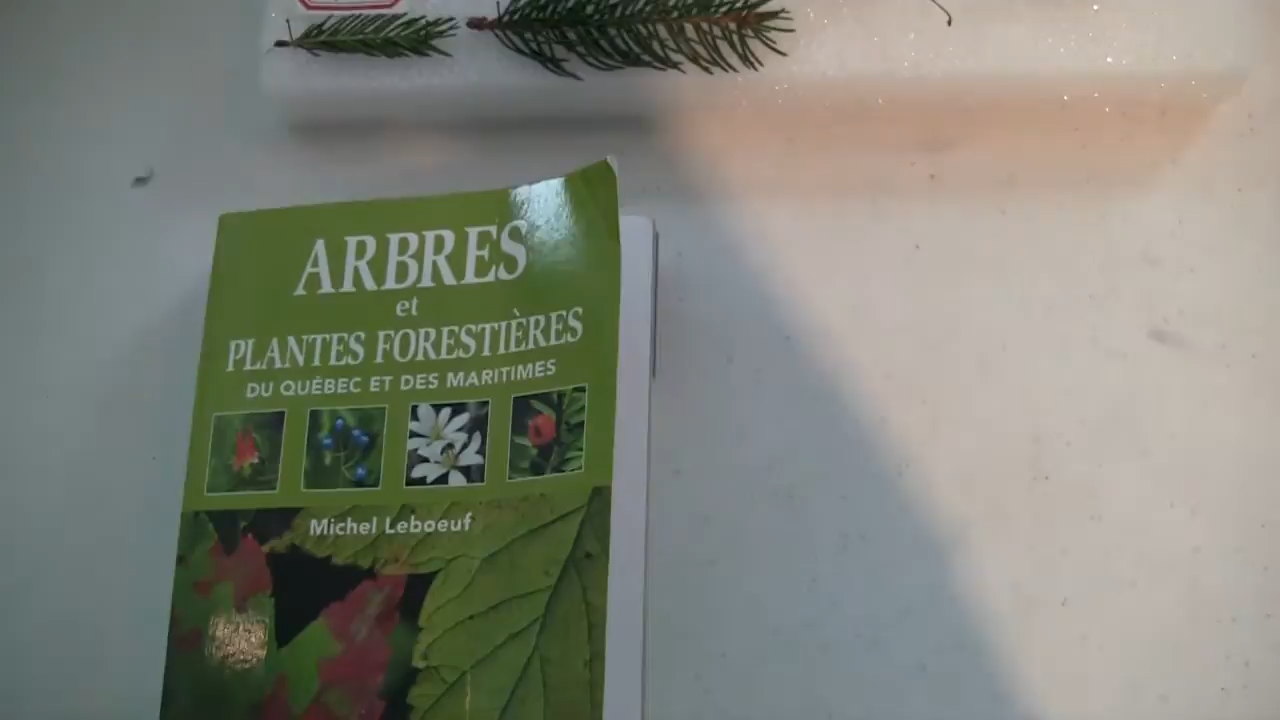 ARBRES
et
PLANTES FORESTIÈRES
DU QUÉBEC ET DES MARITIMES
Michel Leboeuf